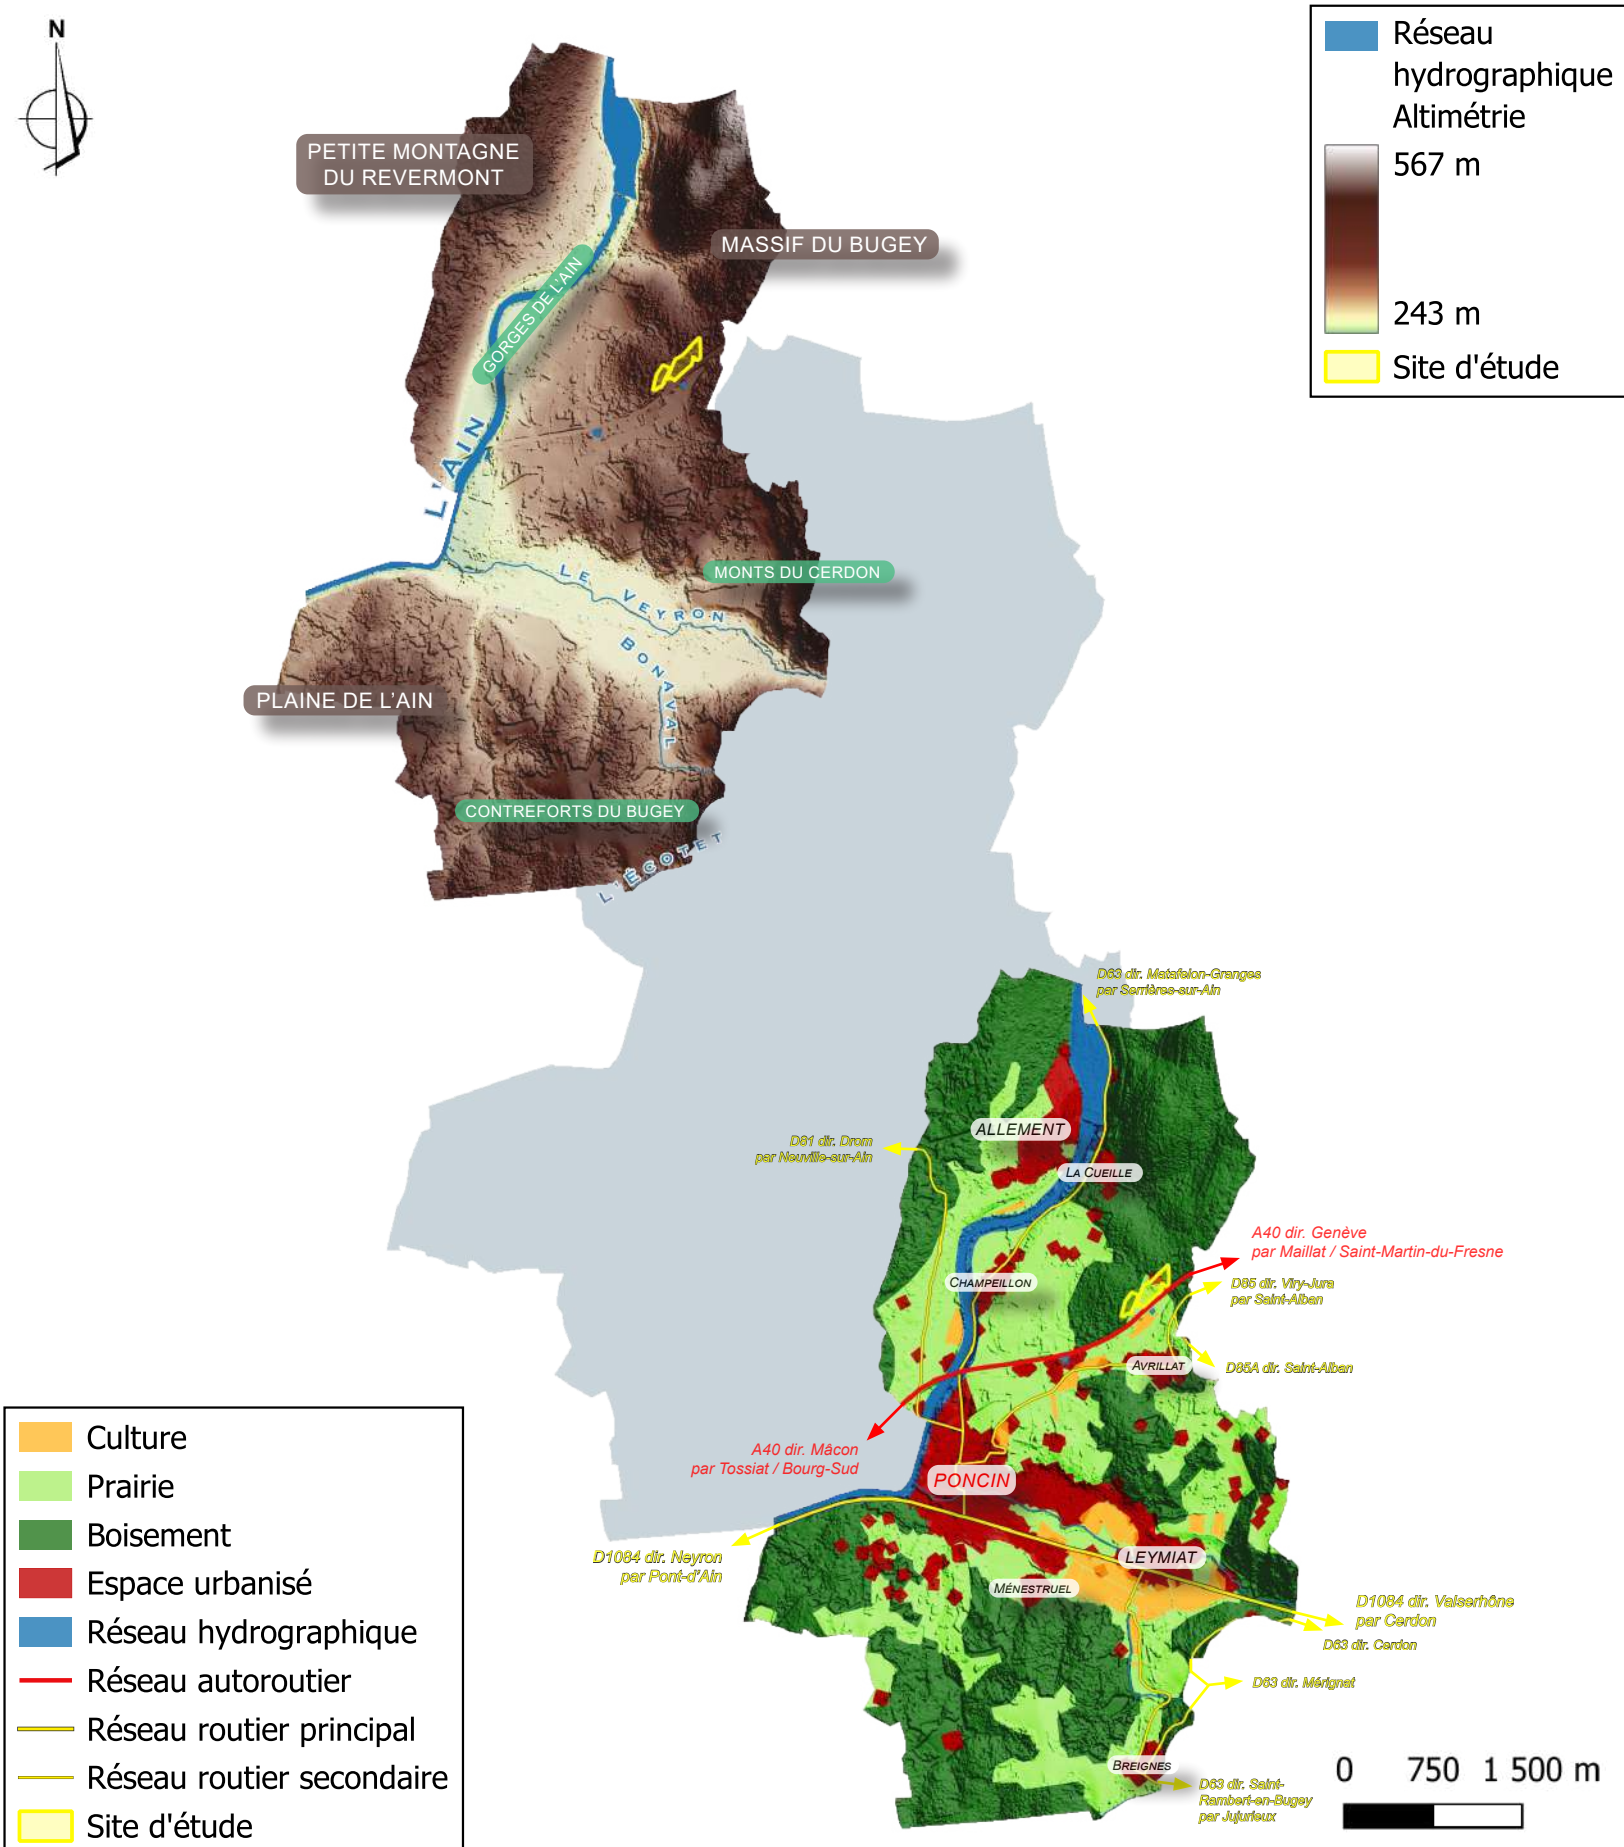 N
Réseau
hydrographique
Altimétrie
567 m
243 m
Site d'étude
PETITE MONTAGNE
DU REVERMONT
MASSIF DU BUGEY
GORGES DE L'AIN
L'AIN
LE VEYRON
MONTS DU CERDON
BONAVAL
PLAINE DE L'AIN
CONTREFORTS DU BUGEY
L'ÉCOTET
D63 dir. Matafelon-Granges
par Serrières-sur-Ain
ALLEMENT
D81 dir. Drom
par Neuville-sur-Ain
LA CUEILLE
A40 dir. Genève
par Maillat / Saint-Martin-du-Fresne
CHAMPEILLON
D85 dir. Viry-Jura
par Saint-Alban
AVRILLAT
D85A dir. Saint-Alban
A40 dir. Mâcon
par Tossiat / Bourg-Sud
PONCIN
D1084 dir. Neyron
par Pont-d'Ain
LEYMIAT
MÉNESTRUEL
D1084 dir. Valserhône
par Cerdon
D63 dir. Cerdon
D63 dir. Mérignat
BREIGNES
D63 dir. Saint-
Rambert-en-Bugey
par Jujurieux
Culture
Prairie
Boisement
Espace urbanisé
Réseau hydrographique
Réseau autoroutier
Réseau routier principal
Réseau routier secondaire
Site d'étude
0 750 1 500 m